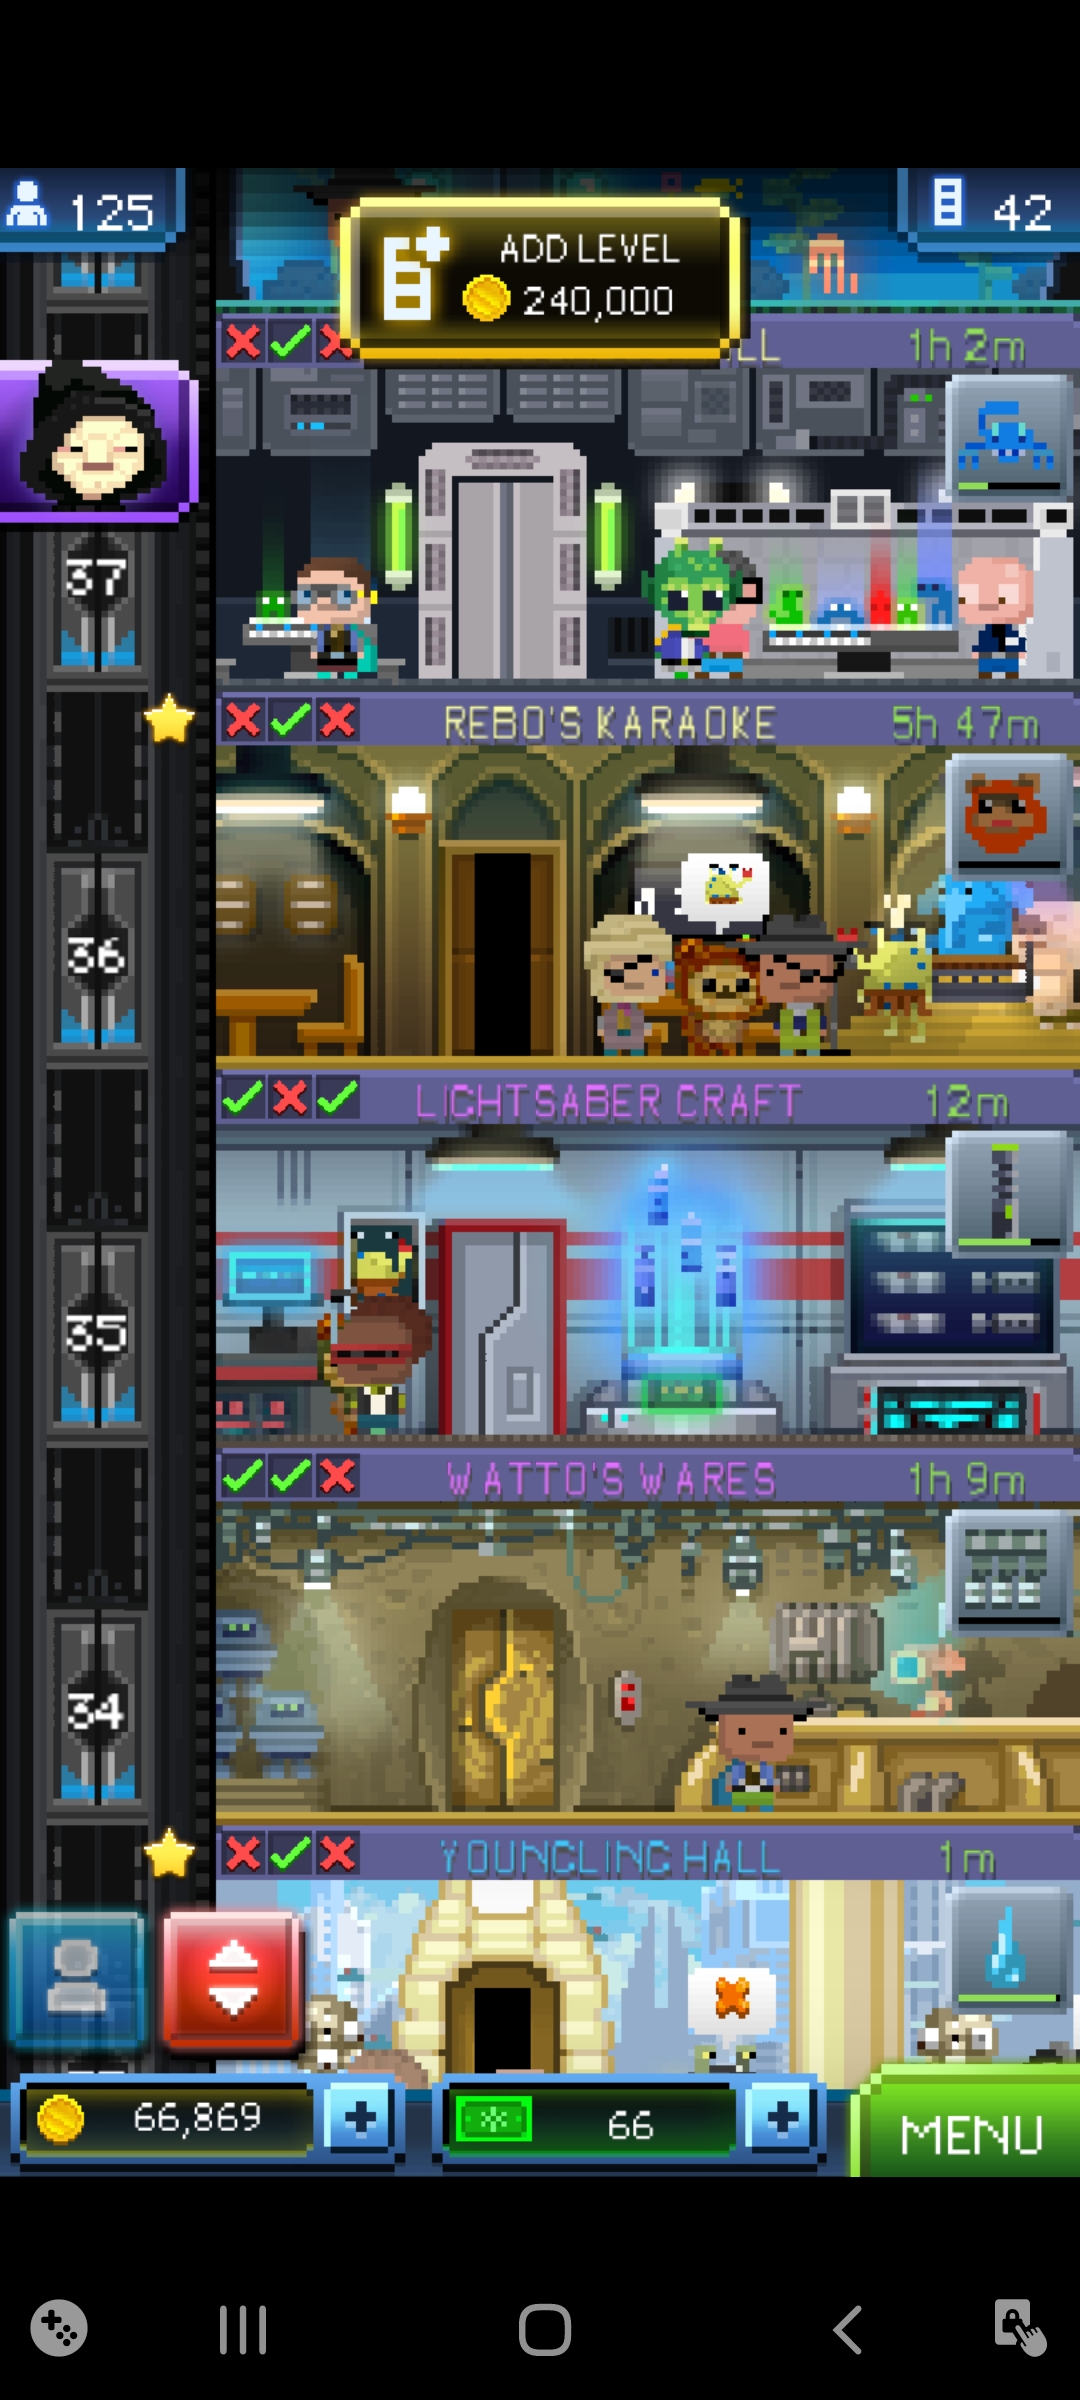 125
42
ADD LEVEL
240,000
LL
1h 2m
37
REBO'S KARAOKE
5h 47m
36
LIGHTSABER CRAFT
12m
35
WATTO'S WARES
1h 9m
34
YOUNGLING HALL
1m
66,869
66
MENU